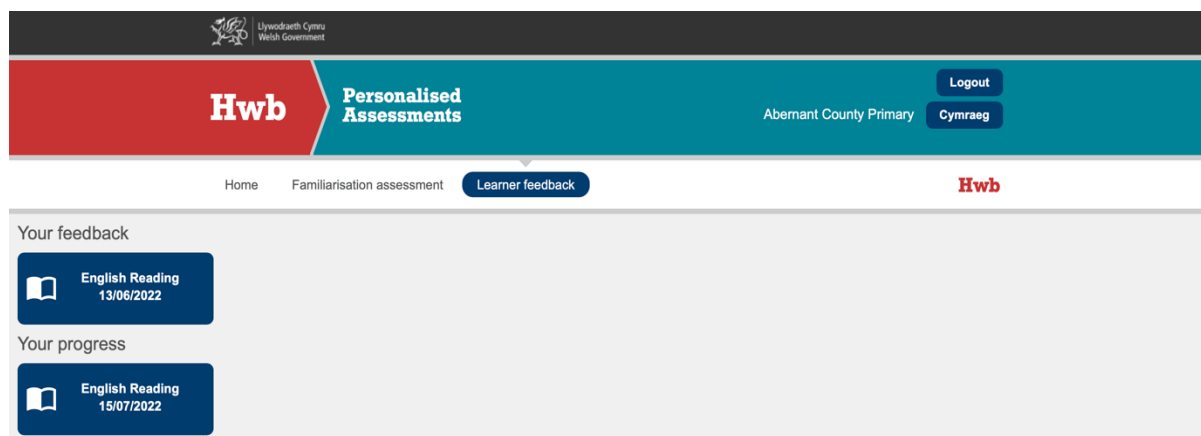 Llywodraeth Cymru
Welsh Government
Hwb
Personalised
Assessments
Logout
Abernant County Primary
Cymraeg
Home
Familiarisation assessment
Learner feedback
Hwb
Your feedback
English Reading
13/06/2022
Your progress
English Reading
15/07/2022